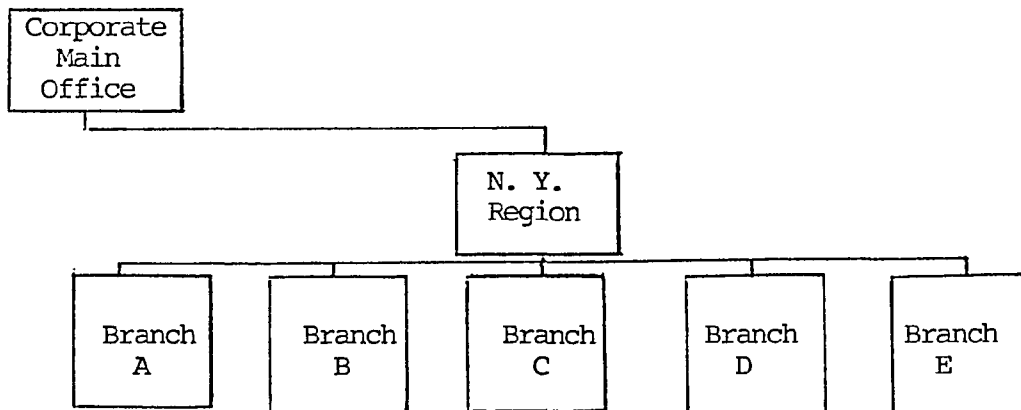 Corporate
Main
Office
N. Y.
Region
Branch
A
Branch
B
Branch
C
Branch
D
Branch
E